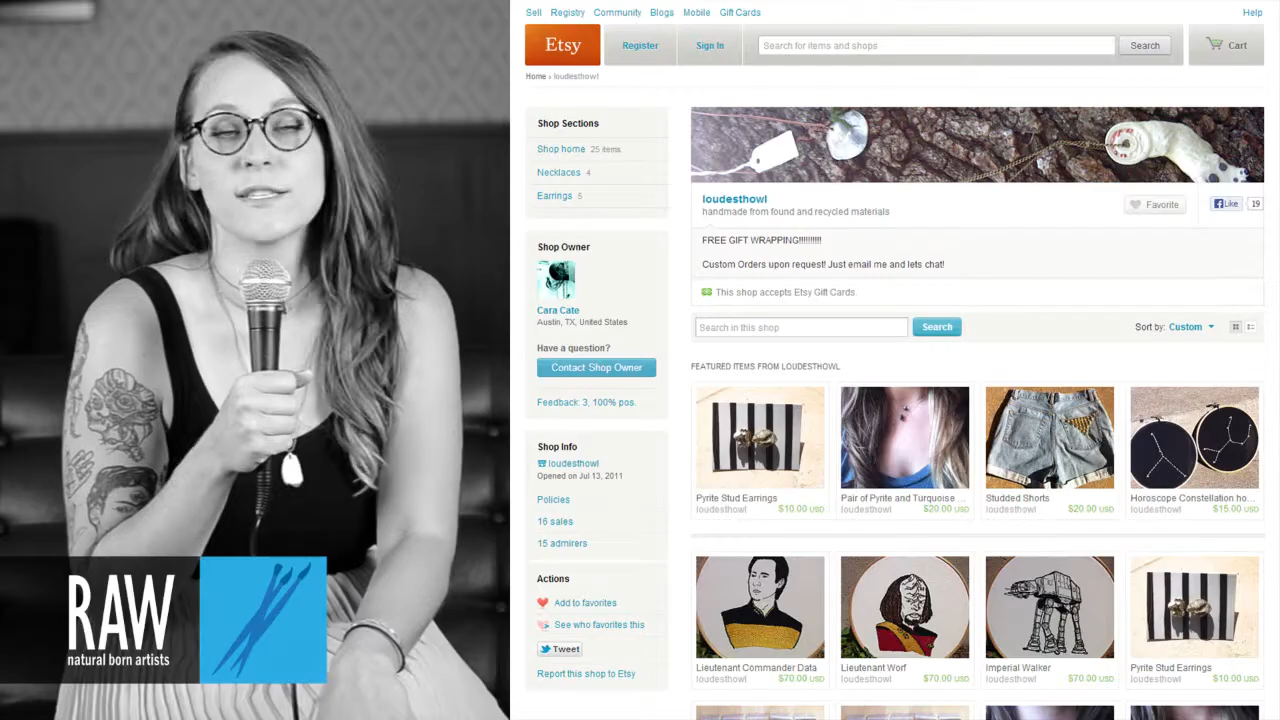 Sell Registry Community Blogs Mobile Gift Cards
Help
Etsy
Register
Sign In
Search for items and shops
Search
Cart
Home › loudesthowl
Shop Sections
Shop home 25 items
Necklaces 4
Earrings 5
Shop Owner
Cara Cate
Austin, TX, United States
Have a question?
Contact Shop Owner
Feedback: 3, 100% pos.
Shop Info
loudesthowl
Opened on Jul 13, 2011
Policies
16 sales
15 admirers
Actions
Add to favorites
See who favorites this
Tweet
Report this shop to Etsy
loudesthowl
handmade from found and recycled materials
Favorite
Like 19
FREE GIFT WRAPPING!!!!!!!!!!
Custom Orders upon request! Just email me and lets chat!
This shop accepts Etsy Gift Cards.
Search in this shop
Search
Sort by: Custom
FEATURED ITEMS FROM LOUDESTHOWL
Pyrite Stud Earrings
loudesthowl $10.00 USD
Pair of Pyrite and Turquoise ...
loudesthowl $20.00 USD
Studded Shorts
loudesthowl $20.00 USD
Horoscope Constellation ho...
loudesthowl $15.00 USD
Lieutenant Commander Data
loudesthowl $70.00 USD
Lieutenant Worf
loudesthowl $70.00 USD
Imperial Walker
loudesthowl $70.00 USD
Pyrite Stud Earrings
loudesthowl $10.00 USD
RAW
natural born artists